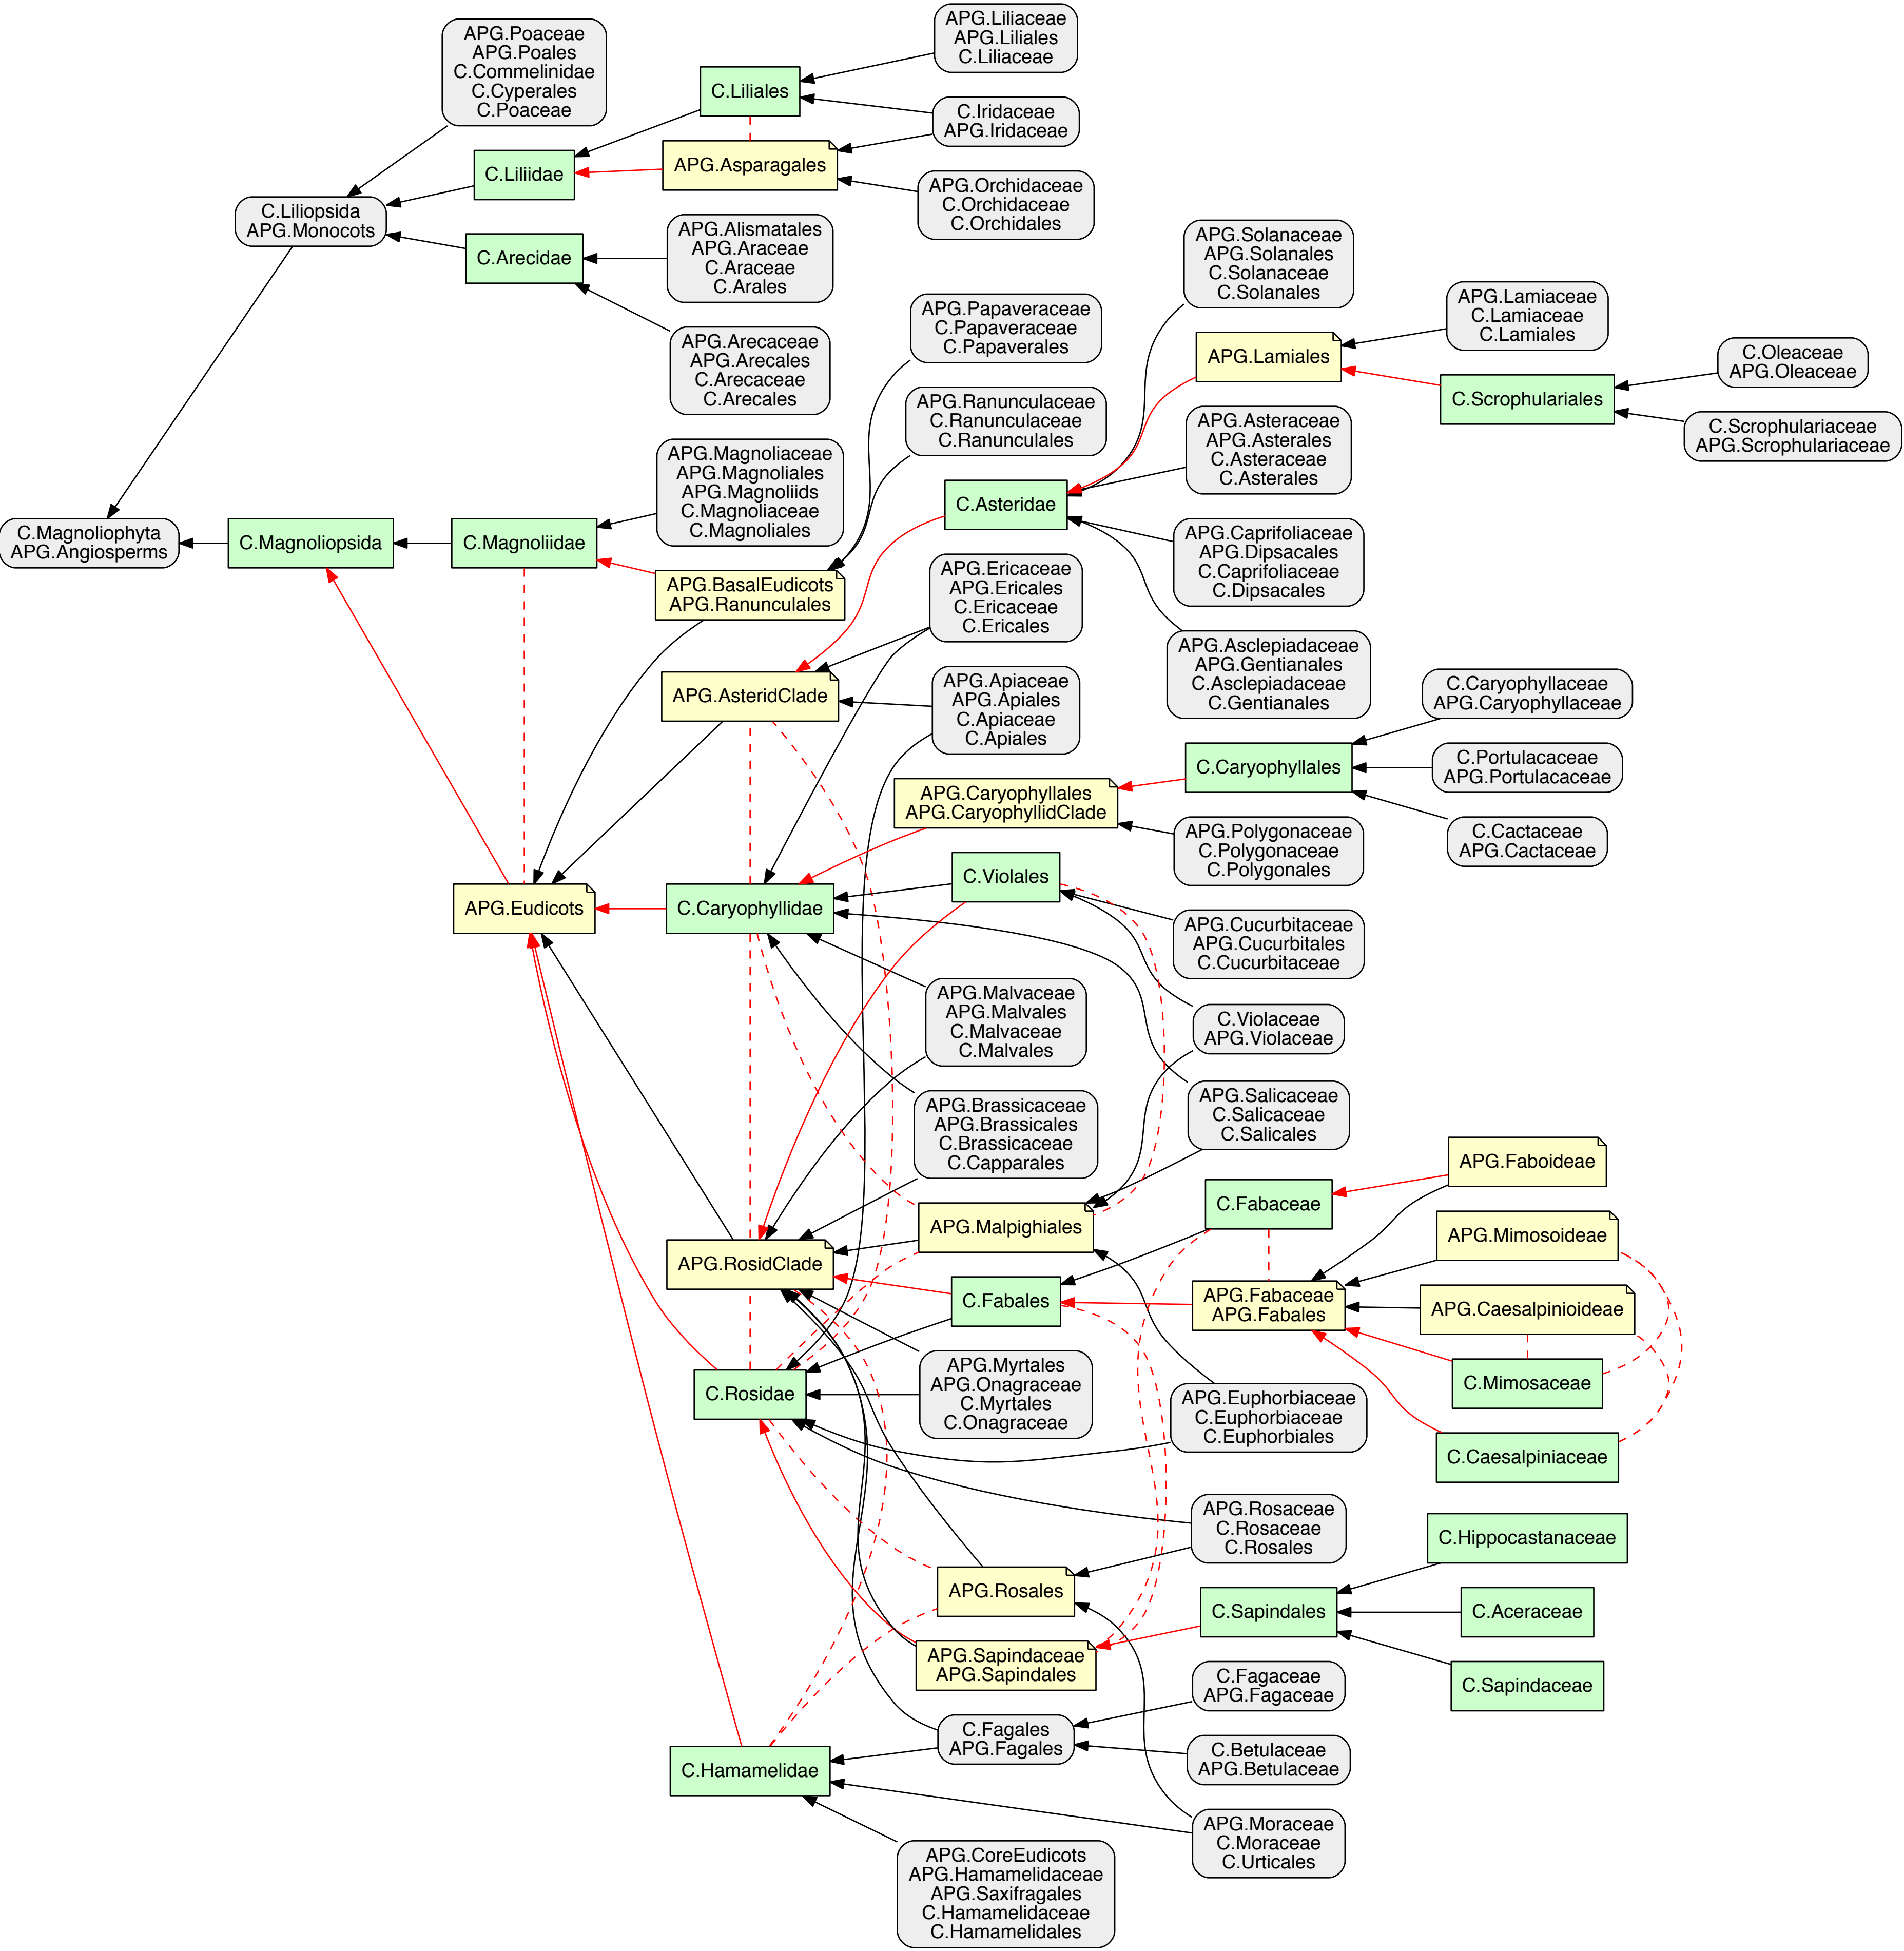 APG.Poaceae
APG.Poales
C.Commelinidae
C.Cyperales
C.Poaceae
APG.Liliaceae
APG.Liliales
C.Liliaceae
C.Liliales
C.Iridaceae
APG.Iridaceae
APG.Asparagales
C.Liliidae
APG.Orchidaceae
C.Orchidaceae
C.Orchidales
C.Liliopsida
APG.Monocots
C.Arecidae
APG.Alismatales
APG.Araceae
C.Araceae
C.Arales
APG.Arecaceae
APG.Arecales
C.Arecaceae
C.Arecales
APG.Solanaceae
APG.Solanales
C.Solanaceae
C.Solanales
APG.Papaveraceae
C.Papaveraceae
C.Papaverales
APG.Lamiaceae
C.Lamiaceae
C.Lamiales
APG.Lamiales
C.Oleaceae
APG.Oleaceae
C.Scrophulariales
C.Scrophulariaceae
APG.Scrophulariaceae
APG.Ranunculaceae
C.Ranunculaceae
C.Ranunculales
APG.Asteraceae
APG.Asterales
C.Asteraceae
C.Asterales
APG.Magnoliaceae
APG.Magnoliales
APG.Magnoliids
C.Magnoliaceae
C.Magnoliales
C.Asteridae
C.Magnoliophyta
APG.Angiosperms
C.Magnoliopsida
C.Magnoliidae
APG.Caprifoliaceae
APG.Dipsacales
C.Caprifoliaceae
C.Dipsacales
APG.BasalEudicots
APG.Ranunculales
APG.Ericaceae
APG.Ericales
C.Ericaceae
C.Ericales
APG.Asclepiadaceae
APG.Gentianales
C.Asclepiadaceae
C.Gentianales
APG.AsteridClade
APG.Apiaceae
APG.Apiales
C.Apiaceae
C.Apiales
C.Caryophyllaceae
APG.Caryophyllaceae
C.Caryophyllales
C.Portulacaceae
APG.Portulacaceae
APG.Caryophyllales
APG.CaryophyllidClade
C.Cactaceae
APG.Cactaceae
APG.Polygonaceae
C.Polygonaceae
C.Polygonales
C.Violales
APG.Eudicots
C.Caryophyllidae
APG.Cucurbitaceae
APG.Cucurbitales
C.Cucurbitaceae
APG.Malvaceae
APG.Malvales
C.Malvaceae
C.Malvales
C.Violaceae
APG.Violaceae
APG.Brassicaceae
APG.Brassicales
C.Brassicaceae
C.Capparales
APG.Salicaceae
C.Salicaceae
C.Salicales
APG.Faboideae
C.Fabaceae
APG.Malpighiales
APG.Mimosoideae
APG.RosidClade
C.Fabales
APG.Fabaceae
APG.Fabales
APG.Caesalpinioideae
C.Rosidae
APG.Myrtales
APG.Onagraceae
C.Myrtales
C.Onagraceae
C.Mimosaceae
APG.Euphorbiaceae
C.Euphorbiaceae
C.Euphorbiales
C.Caesalpiniaceae
APG.Rosaceae
C.Rosaceae
C.Rosales
C.Hippocastanaceae
APG.Rosales
C.Sapindales
C.Aceraceae
APG.Sapindaceae
APG.Sapindales
C.Sapindaceae
C.Fagaceae
APG.Fagaceae
C.Fagales
APG.Fagales
C.Betulaceae
APG.Betulaceae
C.Hamamelidae
APG.Moraceae
C.Moraceae
C.Urticales
APG.CoreEudicots
APG.Hamamelidaceae
APG.Saxifragales
C.Hamamelidaceae
C.Hamamelidales